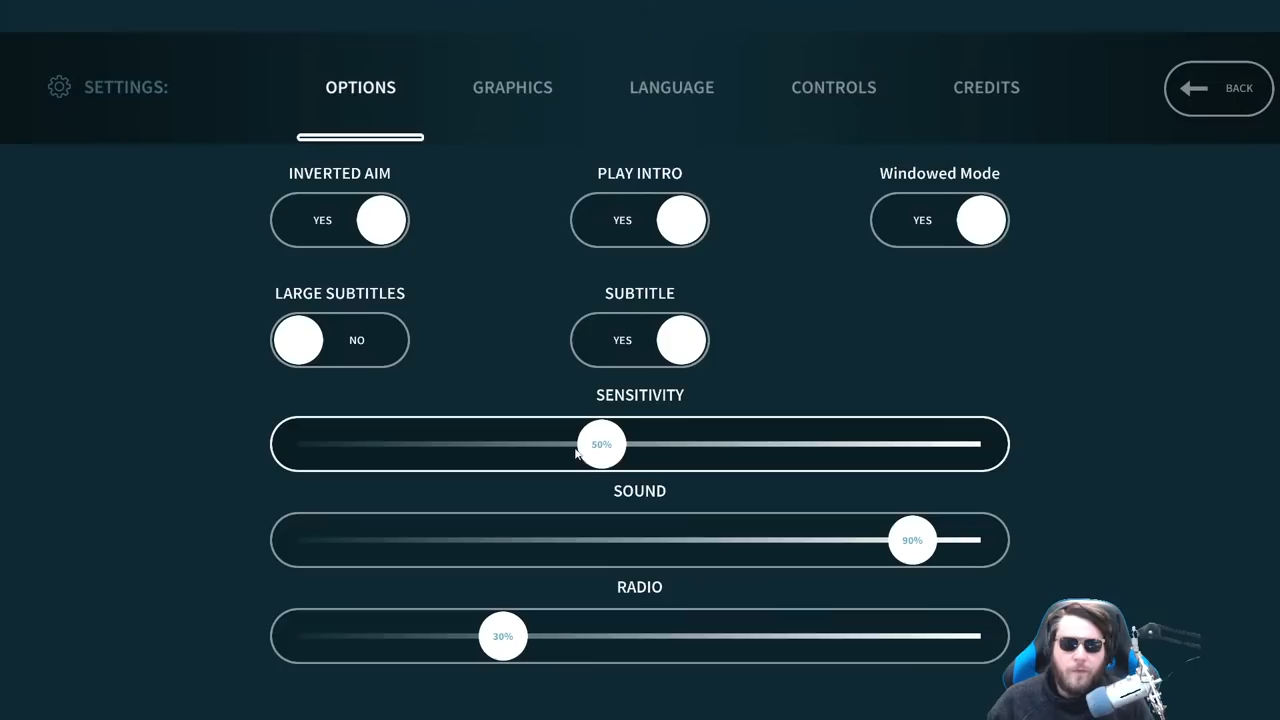 SETTINGS:
OPTIONS
GRAPHICS
LANGUAGE
CONTROLS
CREDITS
BACK
INVERTED AIM
PLAY INTRO
Windowed Mode
YES
YES
YES
LARGE SUBTITLES
SUBTITLE
NO
YES
SENSITIVITY
50%
SOUND
90%
RADIO
30%